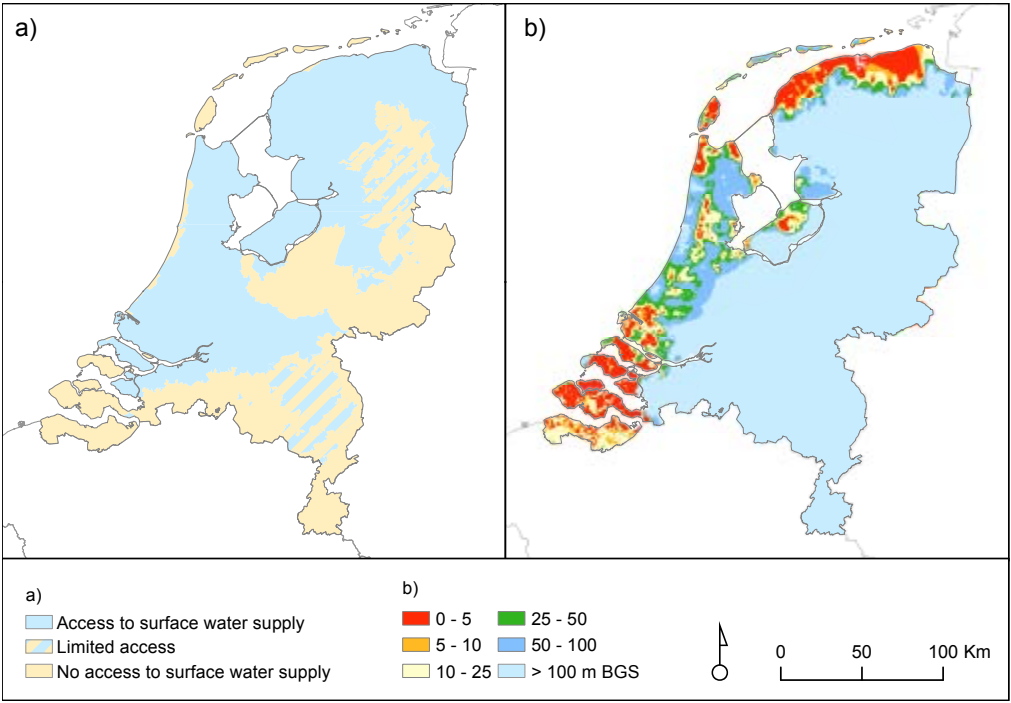 a)
b)
a)
Access to surface water supply
Limited access
No access to surface water supply
b)
0 - 5
25 - 50
5 - 10
50 - 100
10 - 25
> 100 m BGS
0 50 100 Km